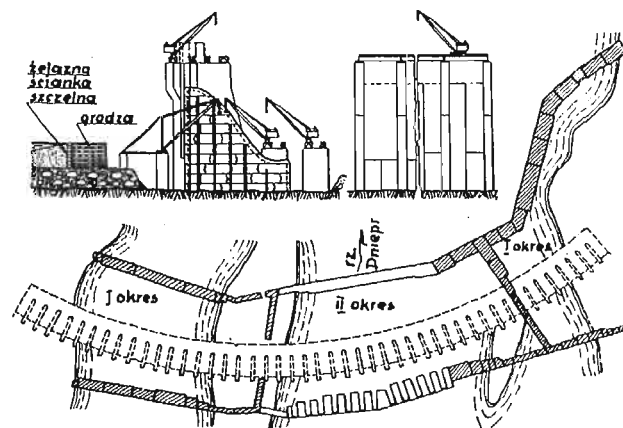 żelazna
ścianka
szczelna
grodza
rz.
Dniepr
I okres
II okres
I okres